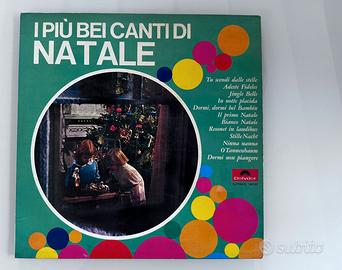 I PIÙ BEI CANTI DI
NATALE
Tu scendi dalle stelle
Adeste Fideles
Jingle Bells
In notte placida
Dormi, dormi bel Bambin
Il primo Natale
Bianco Natale
Resonet in laudibus
Stille Nacht
Ninna nanna
O Tannenbaum
Dormi non piangere
Polydor
subito